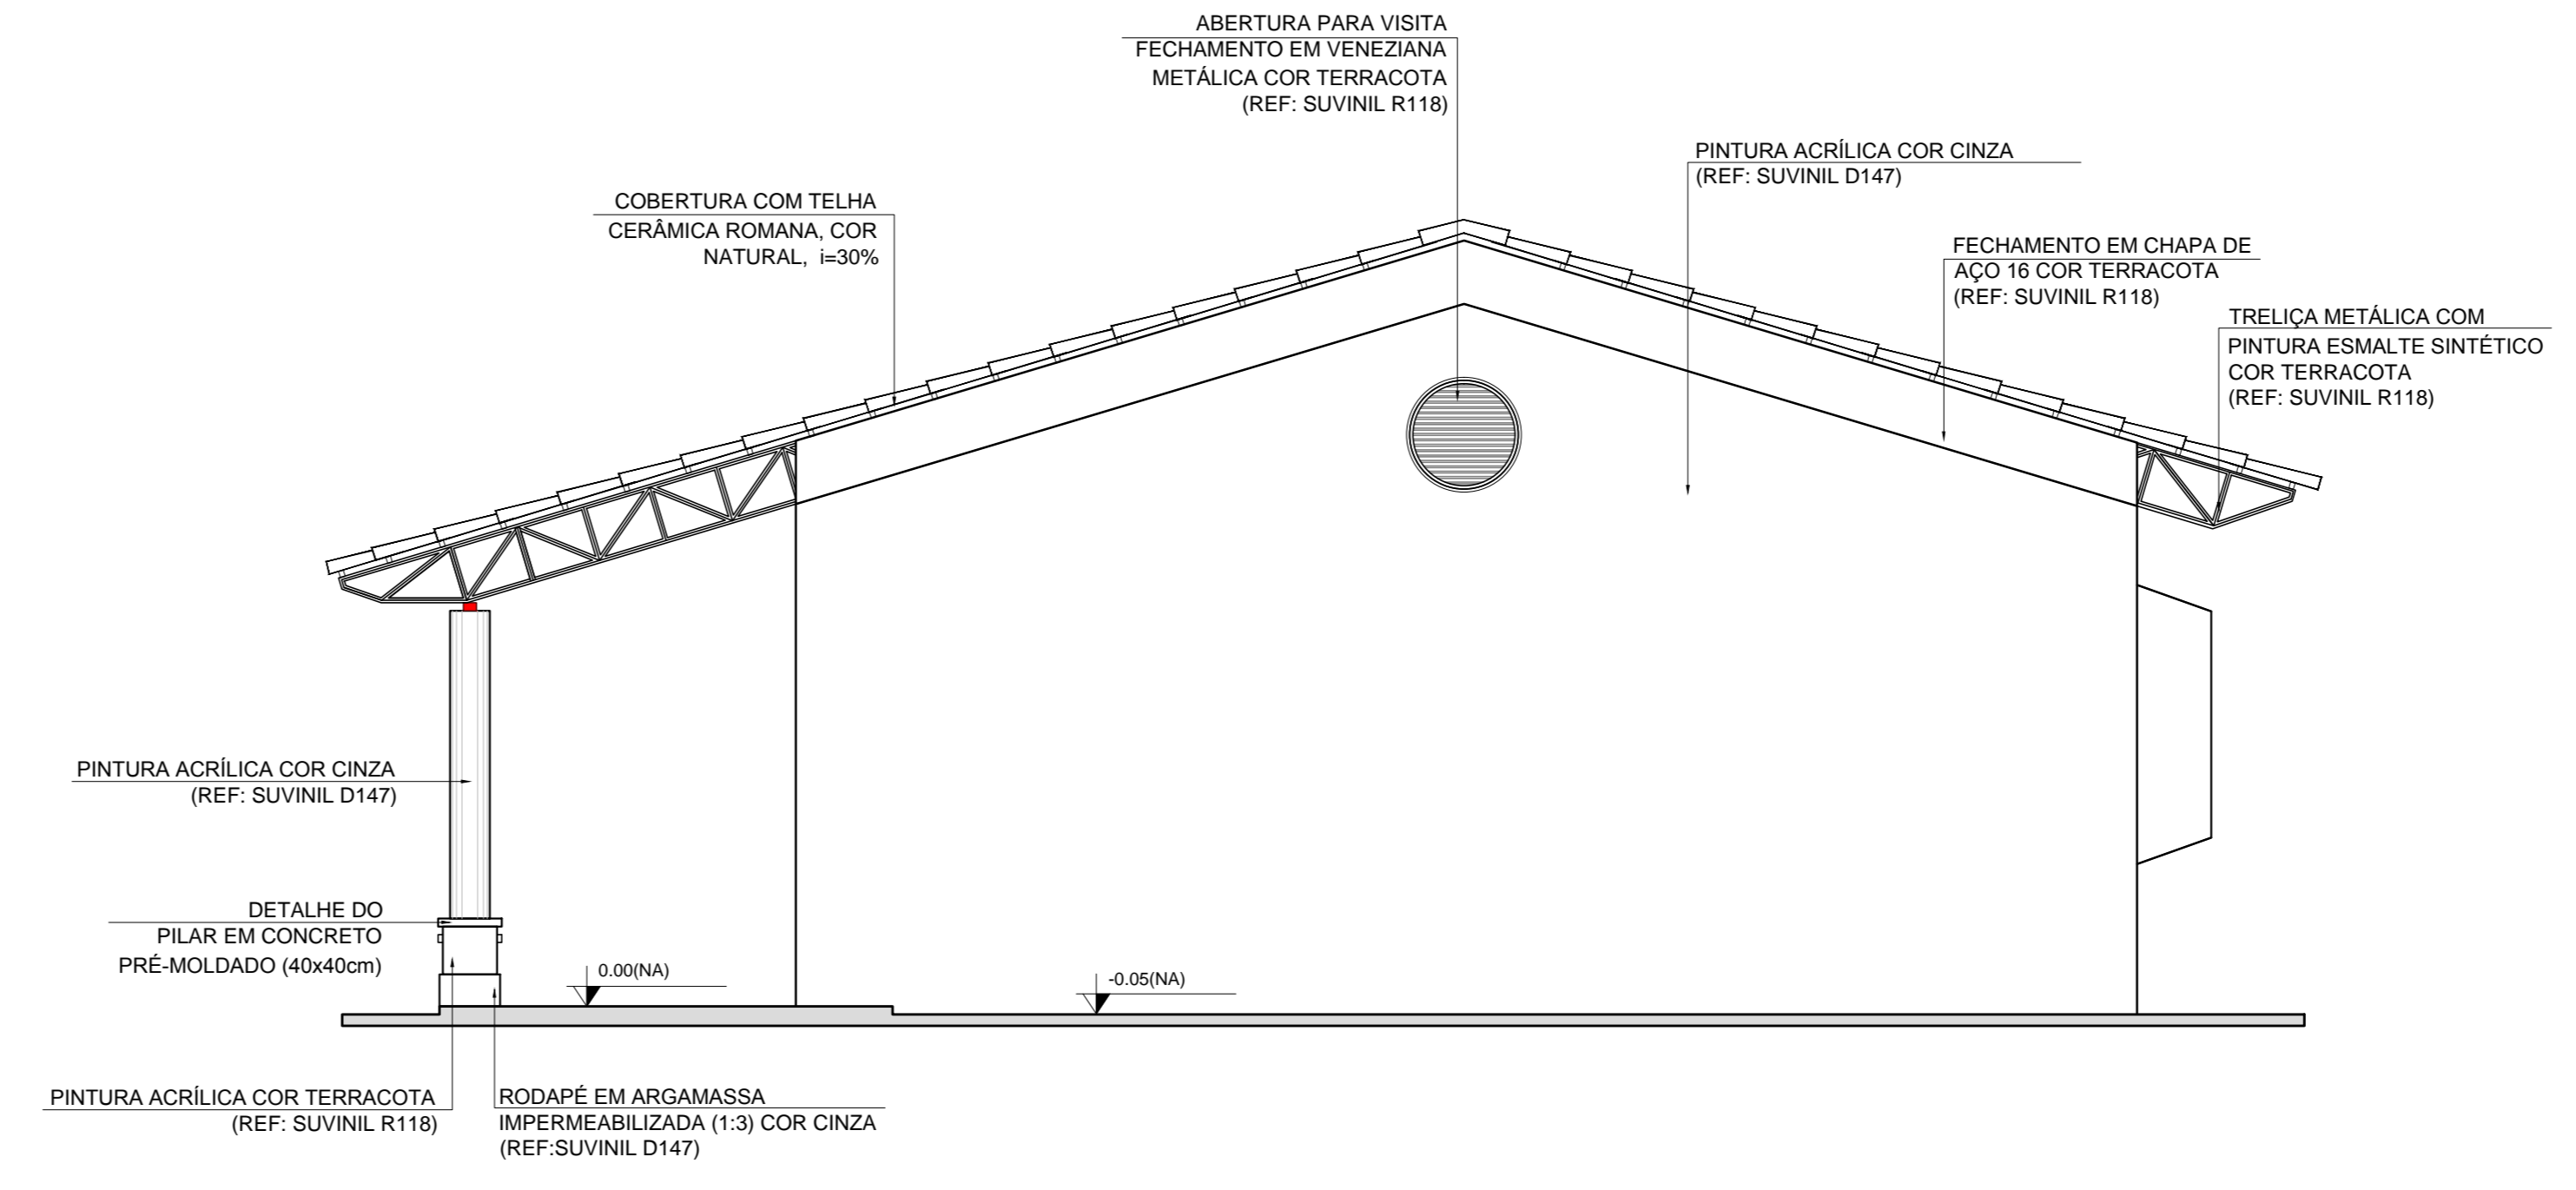 ABERTURA PARA VISITA
FECHAMENTO EM VENEZIANA
METÁLICA COR TERRACOTA
(REF: SUVINIL R118)
PINTURA ACRÍLICA COR CINZA
(REF: SUVINIL D147)
COBERTURA COM TELHA
CERÂMICA ROMANA, COR
NATURAL, i=30%
FECHAMENTO EM CHAPA DE
AÇO 16 COR TERRACOTA
(REF: SUVINIL R118)
TRELIÇA METÁLICA COM
PINTURA ESMALTE SINTÉTICO
COR TERRACOTA
(REF: SUVINIL R118)
PINTURA ACRÍLICA COR CINZA
(REF: SUVINIL D147)
DETALHE DO
PILAR EM CONCRETO
PRÉ-MOLDADO (40x40cm)
0.00(NA)
-0.05(NA)
PINTURA ACRÍLICA COR TERRACOTA
(REF: SUVINIL R118)
RODAPÉ EM ARGAMASSA
IMPERMEABILIZADA (1:3) COR CINZA
(REF:SUVINIL D147)